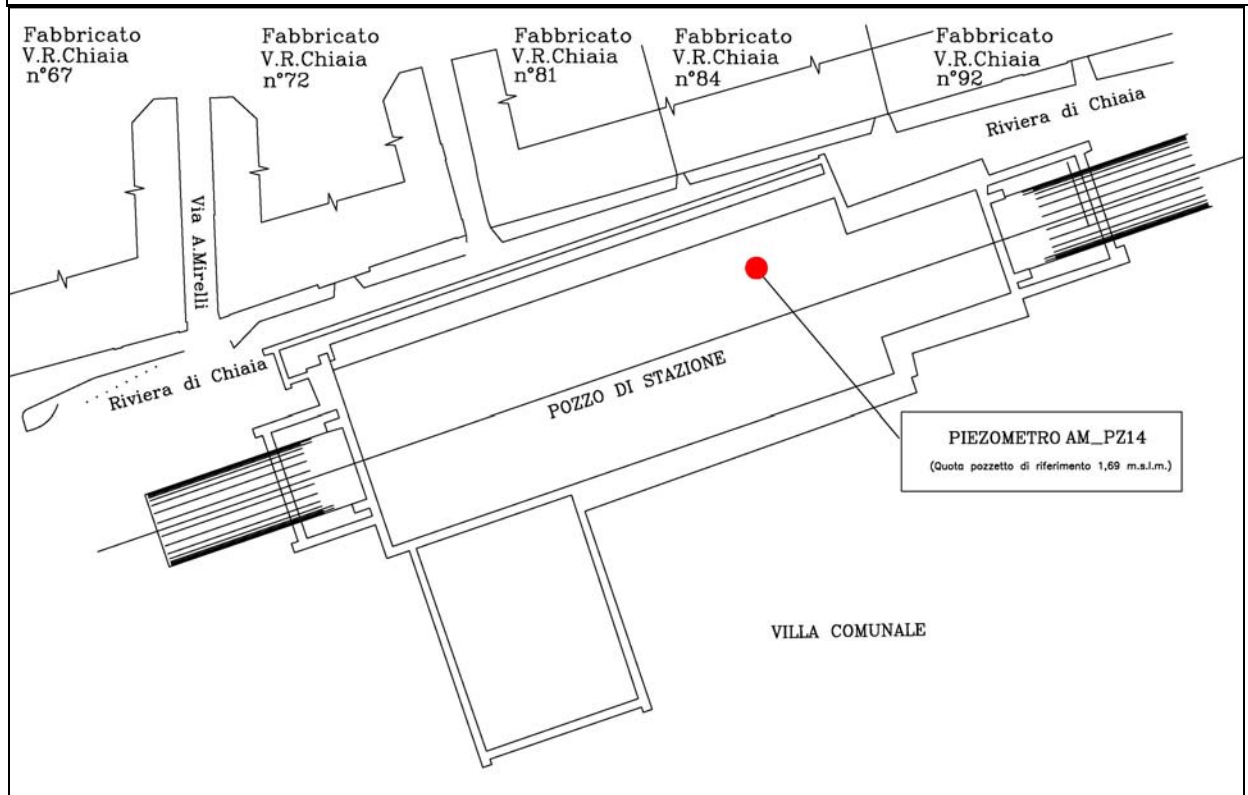 Fabbricato
V.R.Chiaia
n°67
Fabbricato
V.R.Chiaia
n°72
Fabbricato
V.R.Chiaia
n°81
Fabbricato
V.R.Chiaia
n°84
Fabbricato
V.R.Chiaia
n°92
Riviera di Chiaia
Via A.Mirelli
Riviera di Chiaia
POZZO DI STAZIONE
PIEZOMETRO AM_PZ14
(Quota pozzetto di riferimento 1,69 m.s.l.m.)
VILLA COMUNALE